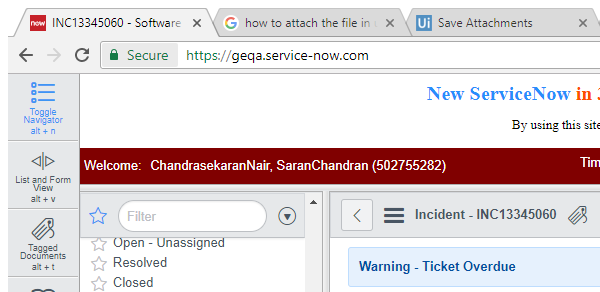 now INC13345060 - Software
how to attach the file in
Ui Save Attachments
Secure https://geqa.service-now.com
Toggle
Navigator
alt + n
New ServiceNow in
By using this site
List and Form
View
alt + v
Welcome: ChandrasekaranNair, SaranChandran (502755282) Tim
Filter
Incident - INC13345060
Tagged
Documents
alt + t
Open - Unassigned
Resolved
Closed
Warning - Ticket Overdue